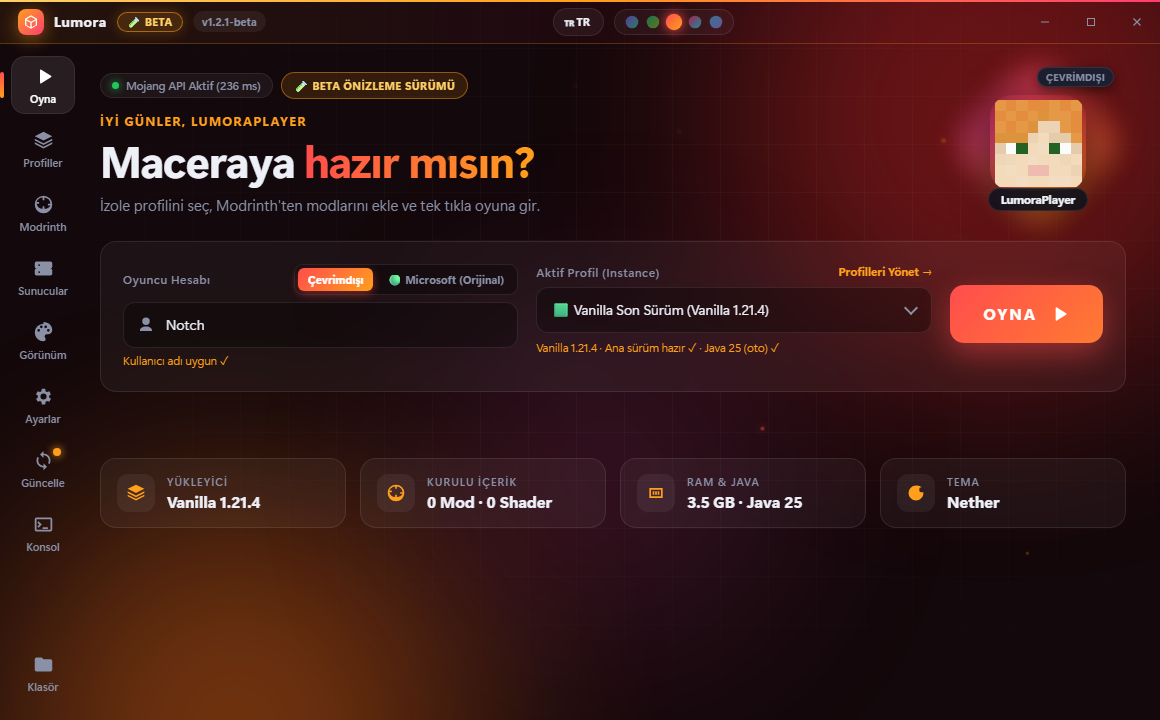 Lumora
BETA
v1.2.1-beta
TR TR
Oyna
Profiller
Modrinth
Sunucular
Görünüm
Ayarlar
Güncelle
Konsol
Klasör
Mojang API Aktif (236 ms)
BETA ÖNİZLEME SÜRÜMÜ
İYİ GÜNLER, LUMORAPLAYER
Maceraya hazır mısın?
İzole profilini seç, Modrinth'ten modlarını ekle ve tek tıkla oyuna gir.
ÇEVRİMDIŞI
LumoraPlayer
Oyuncu Hesabı
Çevrimdışı
Microsoft (Orijinal)
Notch
Kullanıcı adı uygun ✓
Aktif Profil (Instance)
Profilleri Yönet →
Vanilla Son Sürüm (Vanilla 1.21.4)
Vanilla 1.21.4 · Ana sürüm hazır ✓ · Java 25 (oto) ✓
OYNA
YÜKLEYİCİ
Vanilla 1.21.4
KURULU İÇERİK
0 Mod · 0 Shader
RAM & JAVA
3.5 GB · Java 25
TEMA
Nether